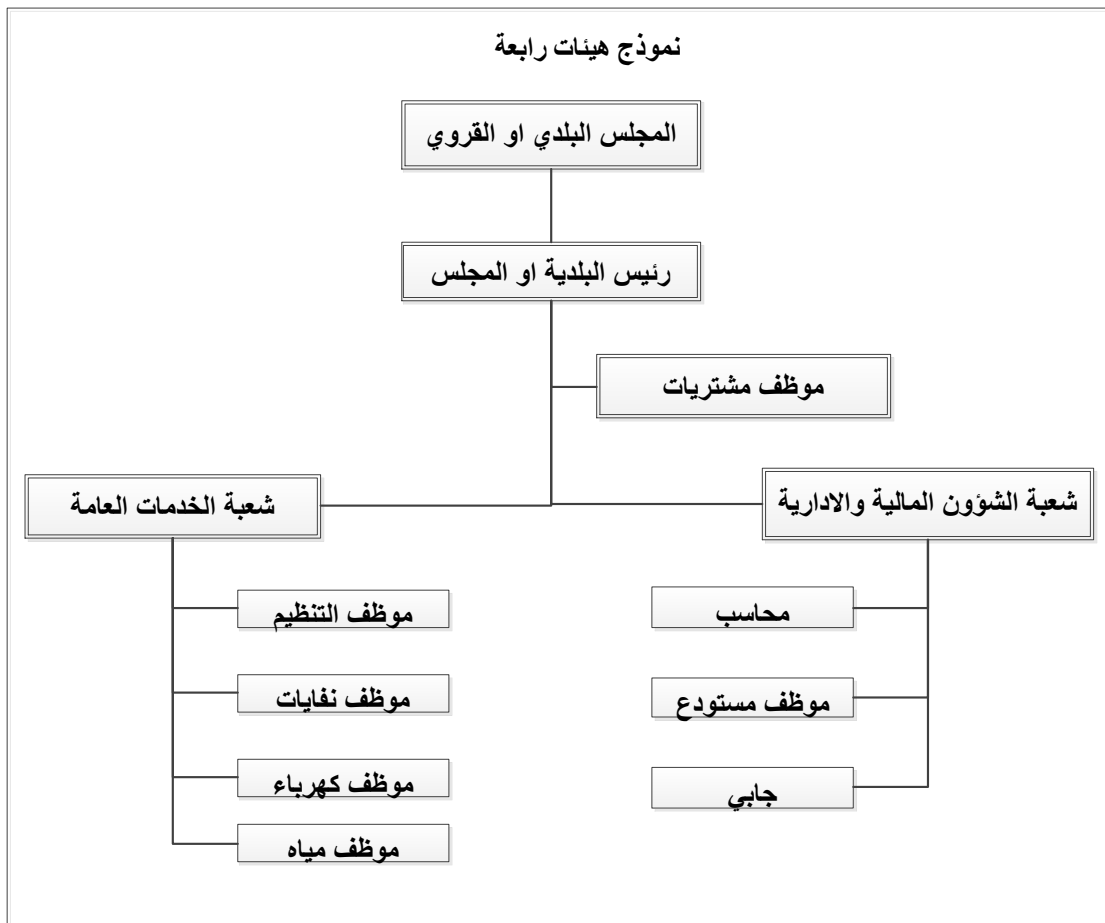 نموذج هيئات رابعة
المجلس البلدي او القروي
رئيس البلدية او المجلس
موظف مشتريات
شعبة الشؤون المالية والادارية
شعبة الخدمات العامة
محاسب
موظف مستودع
جابي
موظف التنظيم
موظف نفايات
موظف كهرباء
موظف مياه